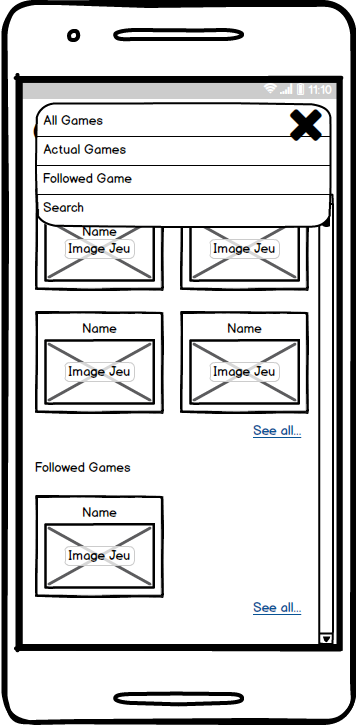 11:10
All Games
Actual Games
Followed Game
Search
Name
Image Jeu Image Jeu
Name Name
Image Jeu Image Jeu
See all...
Followed Games
Name
Image Jeu
See all...